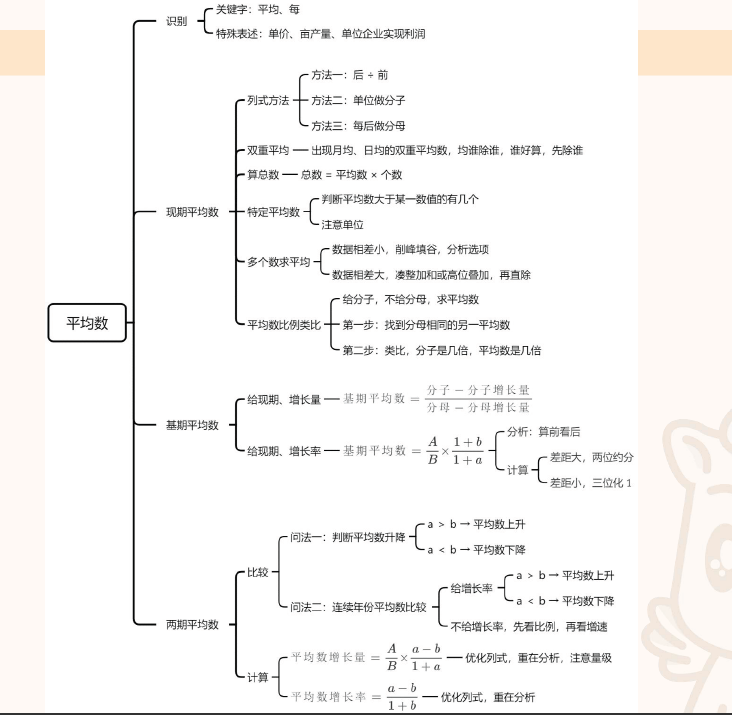 平均数
识别
关键字：平均、每
特殊表述：单价、亩产量、单位企业实现利润
现期平均数
列式方法
方法一：后 ÷ 前
方法二：单位做分子
方法三：每后做分母
双重平均
出现月均、日均的双重平均数，均谁除谁，谁好算，先除谁
算总数
总数 = 平均数 × 个数
特定平均数
判断平均数大于某一数值的有几个
注意单位
多个数求平均
数据相差小，削峰填谷，分析选项
数据相差大，凑整加和或高位叠加，再直除
平均数比例类比
给分子，不给分母，求平均数
第一步：找到分母相同的另一平均数
第二步：类比，分子是几倍，平均数是几倍
基期平均数
给现期、增长量
基期平均数 = (分子 − 分子增长量) / (分母 − 分母增长量)
给现期、增长率
基期平均数 = A/B × (1 + b)/(1 + a)
分析：算前看后
计算
差距大，两位约分
差距小，三位化 1
两期平均数
比较
问法一：判断平均数升降
a > b → 平均数上升
a < b → 平均数下降
问法二：连续年份平均数比较
给增长率
a > b → 平均数上升
a < b → 平均数下降
不给增长率，先看比例，再看增速
计算
平均数增长量 = A/B × (a − b)/(1 + a)
优化列式，重在分析，注意量级
平均数增长率 = (a − b)/(1 + b)
优化列式，重在分析